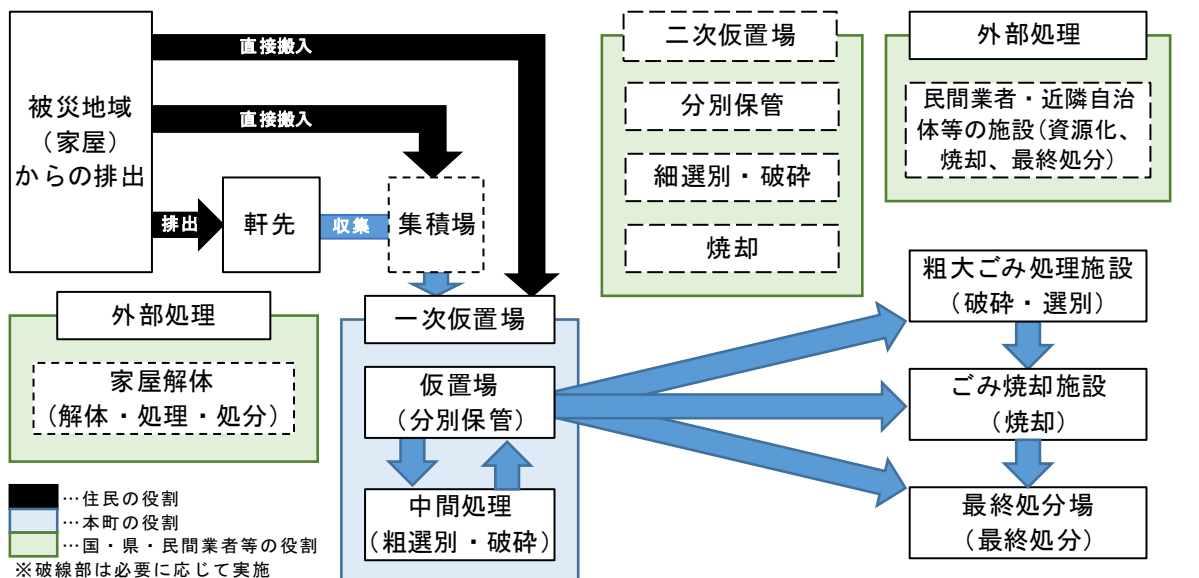 被災地域
(家屋)
からの排出
直接搬入
直接搬入
排出
軒先
収集
集積場
二次仮置場
分別保管
細選別・破砕
焼却
外部処理
民間業者・近隣自治
体等の施設(資源化、
焼却、最終処分)
外部処理
家屋解体
(解体・処理・処分)
一次仮置場
仮置場
(分別保管)
中間処理
(粗選別・破砕)
粗大ごみ処理施設
(破砕・選別)
ごみ焼却施設
(焼却)
最終処分場
(最終処分)
…住民の役割
…本町の役割
…国・県・民間業者等の役割
※破線部は必要に応じて実施